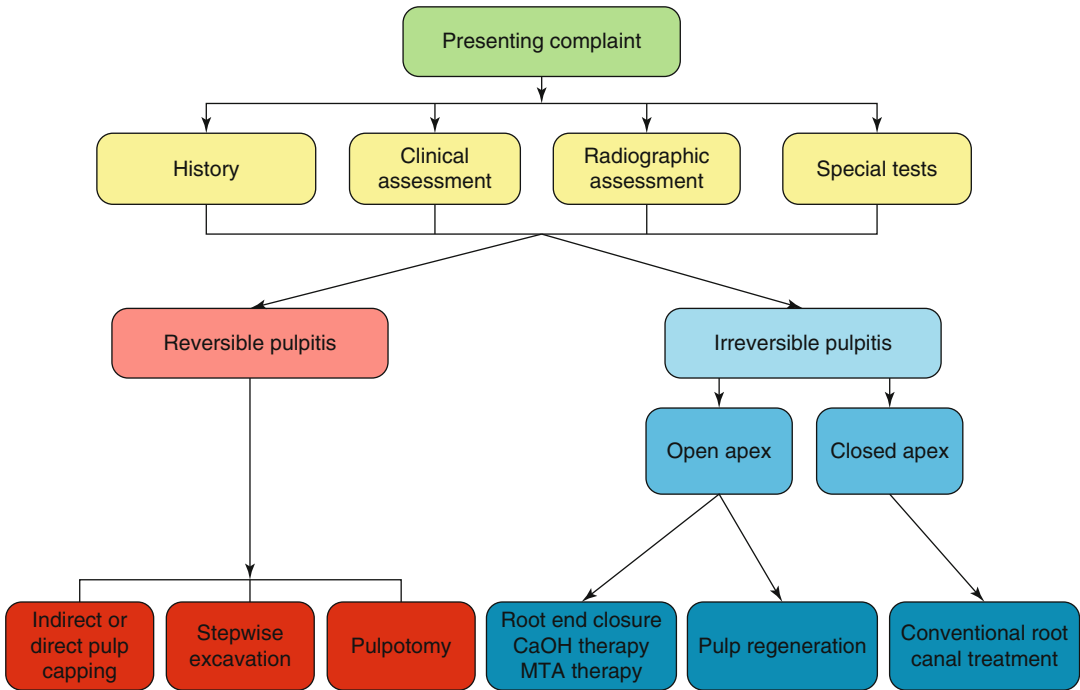 Presenting complaint
History
Clinical
assessment
Radiographic
assessment
Special tests
Reversible pulpitis
Irreversible pulpitis
Open apex
Closed apex
Indirect or
direct pulp
capping
Stepwise
excavation
Pulpotomy
Root end closure
CaOH therapy
MTA therapy
Pulp regeneration
Conventional root
canal treatment